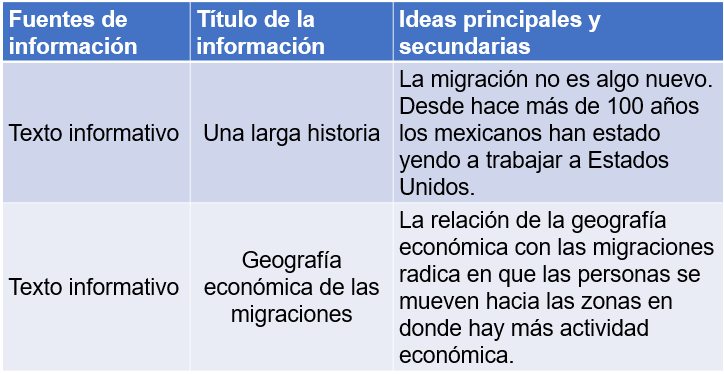 Fuentes de
información
Título de la
información
Ideas principales y
secundarias
Texto informativo
Una larga historia
La migración no es algo nuevo.
Desde hace más de 100 años
los mexicanos han estado
yendo a trabajar a Estados
Unidos.
Texto informativo
Geografía
económica de las
migraciones
La relación de la geografía
económica con las migraciones
radica en que las personas se
mueven hacia las zonas en
donde hay más actividad
económica.